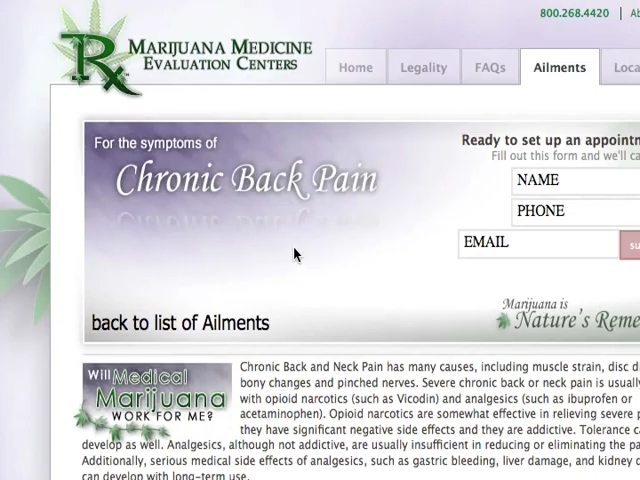 800.268.4420 |
Rx MARIJUANA MEDICINE
EVALUATION CENTERS
Home Legality FAQs Ailments
For the symptoms of
Chronic Back Pain
Ready to set up an
Fill out this form and we'll
NAME
PHONE
EMAIL
back to list of Ailments
Marijuana is
Nature's
Will Medical
Marijuana
WORK FOR ME?
Chronic Back and Neck Pain has many causes, including muscle strain, disc
bony changes and pinched nerves. Severe chronic back or neck pain is
with opioid narcotics (such as Vicodin) and analgesics (such as ibuprofen or
acetaminophen). Opioid narcotics are somewhat effective in relieving severe
they have significant negative side effects and they are addictive. Tolerance
develop as well. Analgesics, although not addictive, are usually insufficient in reducing or eliminating the
Additionally, serious medical side effects of analgesics, such as gastric bleeding, liver damage, and kidney
can develop with long-term use.